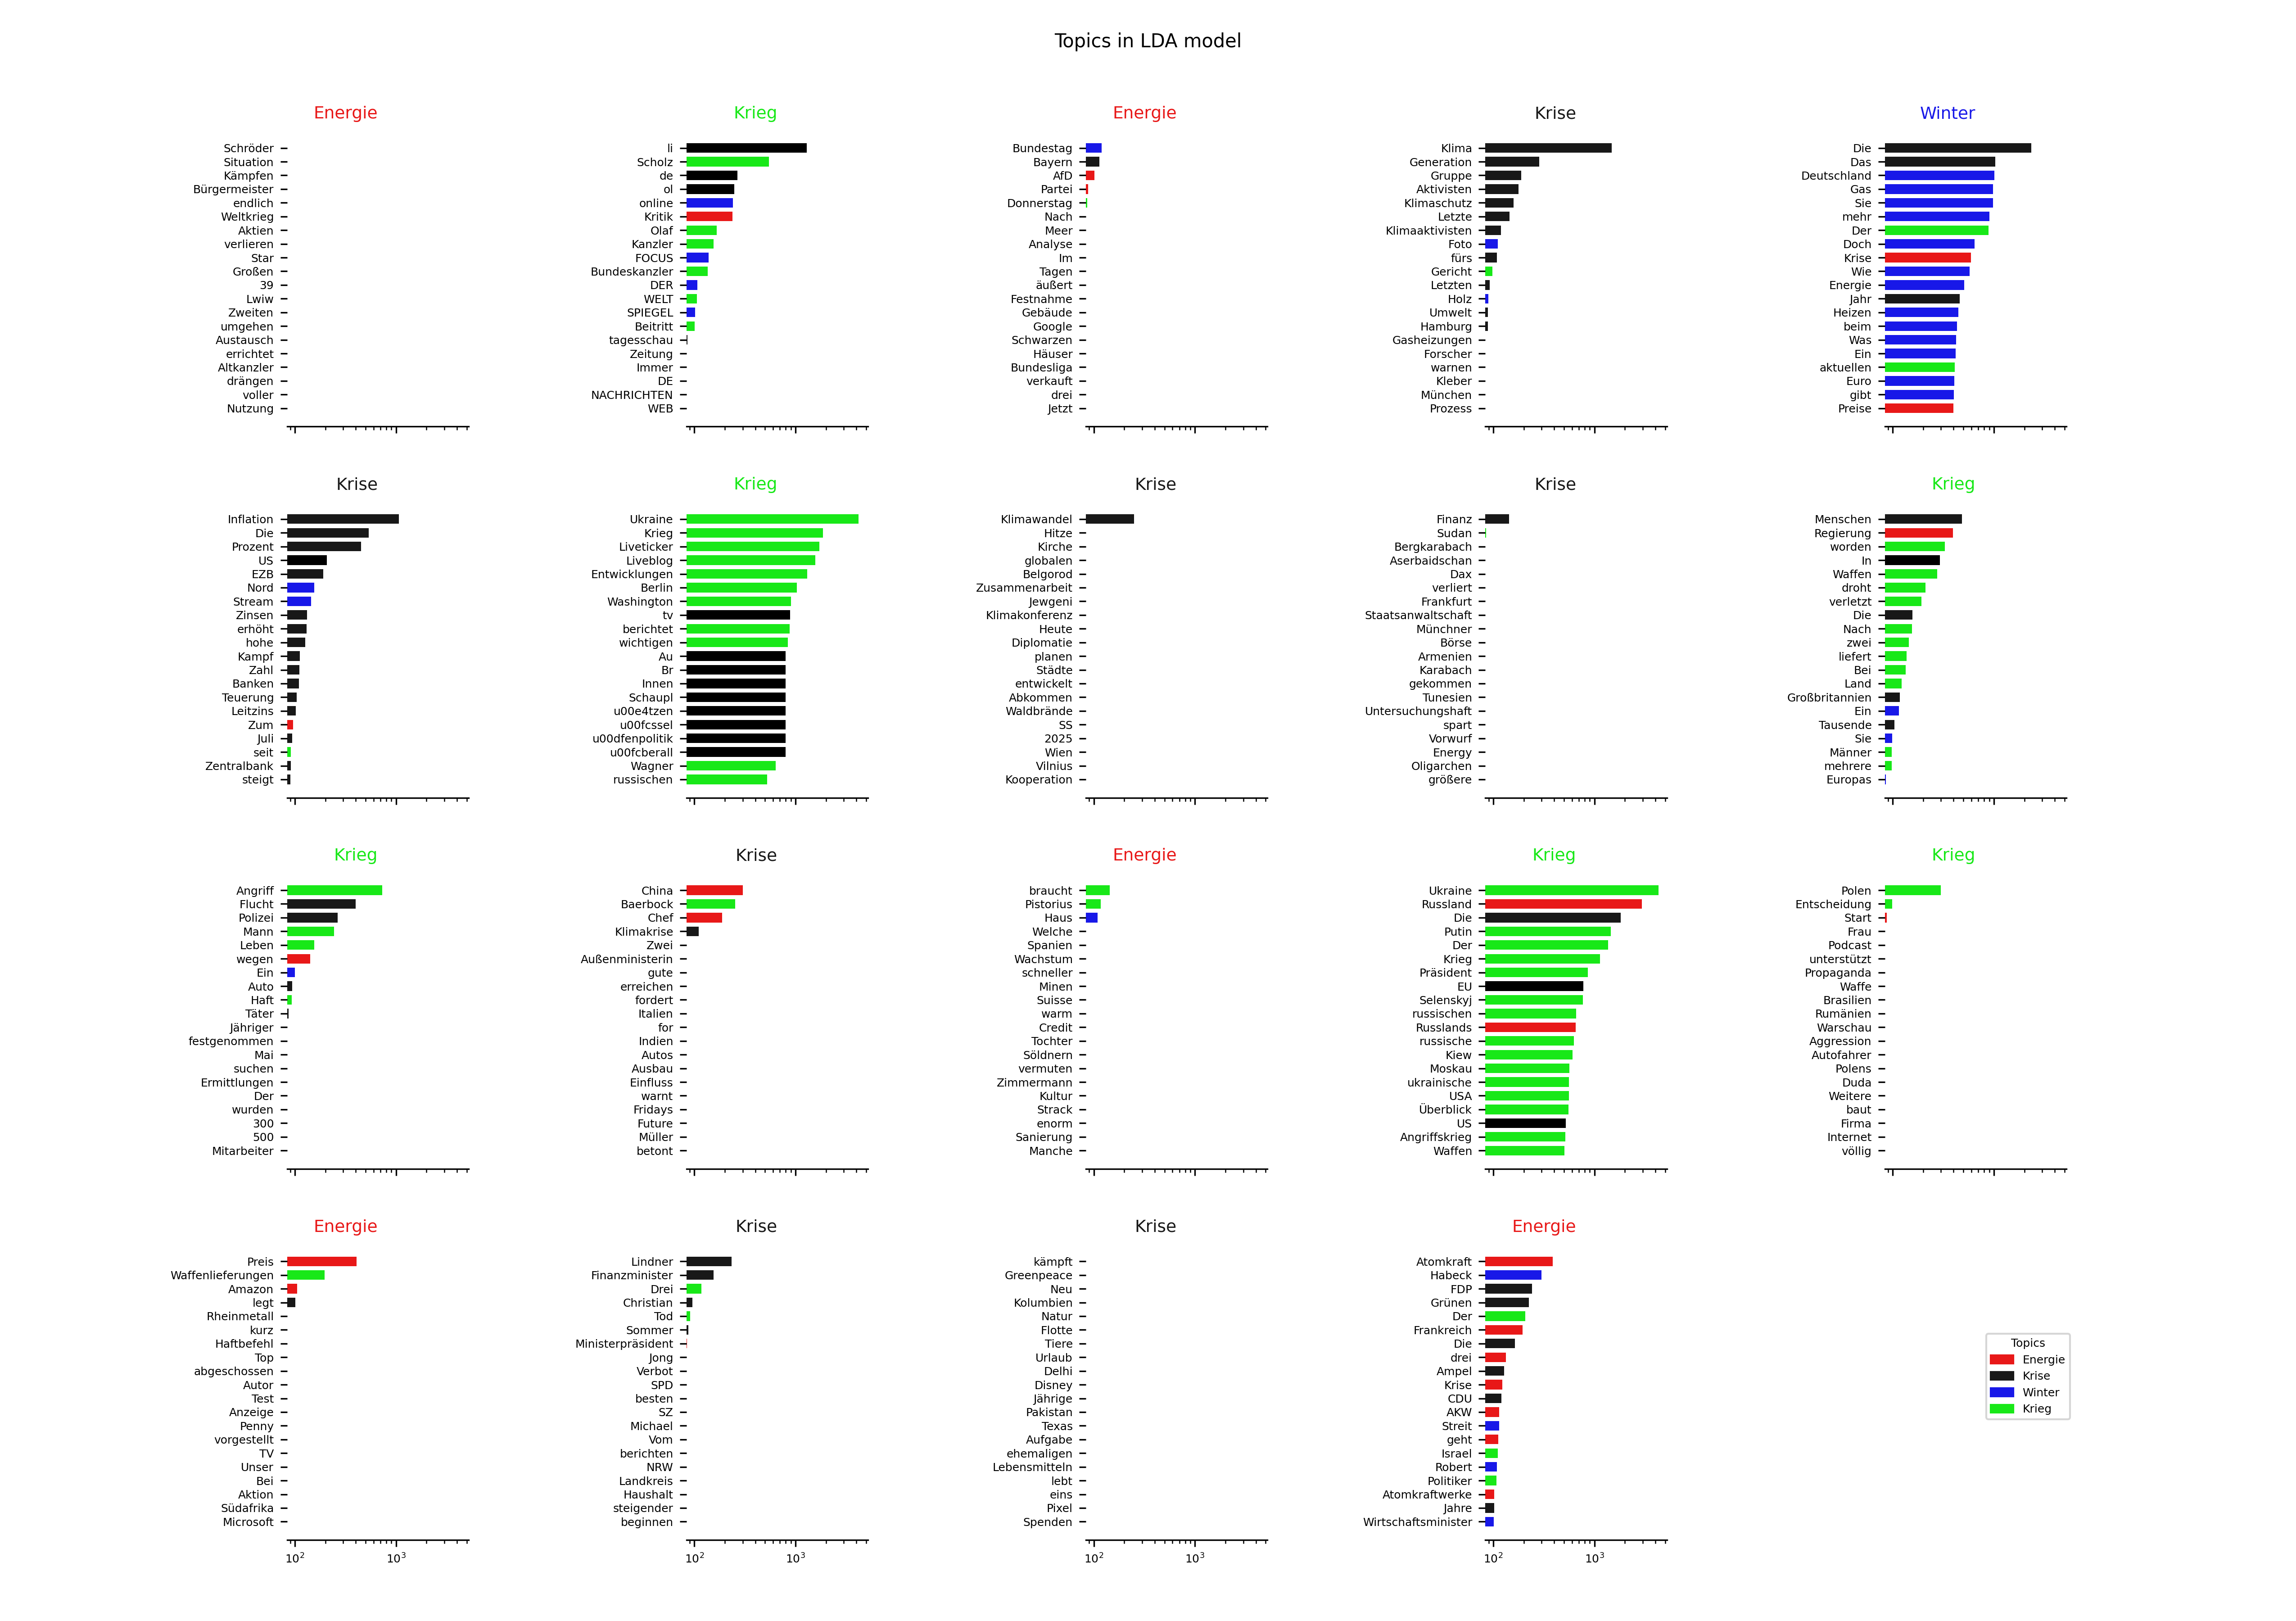 Topics in LDA model
Energie
Schröder
Situation
Kämpfen
Bürgermeister
endlich
Weltkrieg
Aktien
verlieren
Star
Großen
39
Lwiw
Zweiten
umgehen
Austausch
errichtet
Altkanzler
drängen
voller
Nutzung
Krieg
li
Scholz
de
ol
online
Kritik
Olaf
Kanzler
FOCUS
Bundeskanzler
DER
WELT
SPIEGEL
Beitritt
tagesschau
Zeitung
Immer
DE
NACHRICHTEN
WEB
Energie
Bundestag
Bayern
AfD
Partei
Donnerstag
Nach
Meer
Analyse
Im
Tagen
äußert
Festnahme
Gebäude
Google
Schwarzen
Häuser
Bundesliga
verkauft
drei
Jetzt
Krise
Klima
Generation
Gruppe
Aktivisten
Klimaschutz
Letzte
Klimaaktivisten
Foto
fürs
Gericht
Letzten
Holz
Umwelt
Hamburg
Gasheizungen
Forscher
warnen
Kleber
München
Prozess
Winter
Die
Das
Deutschland
Gas
Sie
mehr
Der
Doch
Krise
Wie
Energie
Jahr
Heizen
beim
Was
Ein
aktuellen
Euro
gibt
Preise
Krise
Inflation
Die
Prozent
US
EZB
Nord
Stream
Zinsen
erhöht
hohe
Kampf
Zahl
Banken
Teuerung
Leitzins
Zum
Juli
seit
Zentralbank
steigt
Krieg
Ukraine
Krieg
Liveticker
Liveblog
Entwicklungen
Berlin
Washington
tv
berichtet
wichtigen
Au
Br
Innen
Schaupl
u00e4tzen
u00fcssel
u00dfenpolitik
u00fcberall
Wagner
russischen
Krise
Klimawandel
Hitze
Kirche
globalen
Belgorod
Zusammenarbeit
Jewgeni
Klimakonferenz
Heute
Diplomatie
planen
Städte
entwickelt
Abkommen
Waldbrände
SS
2025
Wien
Vilnius
Kooperation
Krise
Finanz
Sudan
Bergkarabach
Aserbaidschan
Dax
verliert
Frankfurt
Staatsanwaltschaft
Münchner
Börse
Armenien
Karabach
gekommen
Tunesien
Untersuchungshaft
spart
Vorwurf
Energy
Oligarchen
größere
Krieg
Menschen
Regierung
worden
In
Waffen
droht
verletzt
Die
Nach
zwei
liefert
Bei
Land
Großbritannien
Ein
Tausende
Sie
Männer
mehrere
Europas
Krieg
Angriff
Flucht
Polizei
Mann
Leben
wegen
Ein
Auto
Haft
Täter
Jähriger
festgenommen
Mai
suchen
Ermittlungen
Der
wurden
300
500
Mitarbeiter
Krise
China
Baerbock
Chef
Klimakrise
Zwei
Außenministerin
gute
erreichen
fordert
Italien
for
Indien
Autos
Ausbau
Einfluss
warnt
Fridays
Future
Müller
betont
Energie
braucht
Pistorius
Haus
Welche
Spanien
Wachstum
schneller
Minen
Suisse
warm
Credit
Tochter
Söldnern
vermuten
Zimmermann
Kultur
Strack
enorm
Sanierung
Manche
Krieg
Ukraine
Russland
Die
Putin
Der
Krieg
Präsident
EU
Selenskyj
russischen
Russlands
russische
Kiew
Moskau
ukrainische
USA
Überblick
US
Angriffskrieg
Waffen
Krieg
Polen
Entscheidung
Start
Frau
Podcast
unterstützt
Propaganda
Waffe
Brasilien
Rumänien
Warschau
Aggression
Autofahrer
Polens
Duda
Weitere
baut
Firma
Internet
völlig
Energie
Preis
Waffenlieferungen
Amazon
legt
Rheinmetall
kurz
Haftbefehl
Top
abgeschossen
Autor
Test
Anzeige
Penny
vorgestellt
TV
Unser
Bei
Aktion
Südafrika
Microsoft
10² 10³
Krise
Lindner
Finanzminister
Drei
Christian
Tod
Sommer
Ministerpräsident
Jong
Verbot
SPD
besten
SZ
Michael
Vom
berichten
NRW
Landkreis
Haushalt
steigender
beginnen
10² 10³
Krise
kämpft
Greenpeace
Neu
Kolumbien
Natur
Flotte
Tiere
Urlaub
Delhi
Disney
Jährige
Pakistan
Texas
Aufgabe
ehemaligen
Lebensmitteln
lebt
eins
Pixel
Spenden
10² 10³
Energie
Atomkraft
Habeck
FDP
Grünen
Der
Frankreich
Die
drei
Ampel
Krise
CDU
AKW
Streit
geht
Israel
Robert
Politiker
Atomkraftwerke
Jahre
Wirtschaftsminister
10² 10³
Topics
Energie
Krise
Winter
Krieg